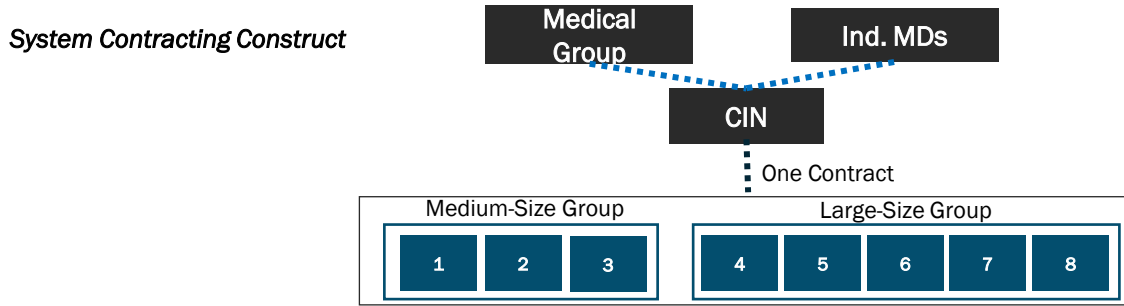 System Contracting Construct
Medical
Group
Ind. MDs
CIN
One Contract
Medium-Size Group
Large-Size Group
1 2 3 4 5 6 7 8